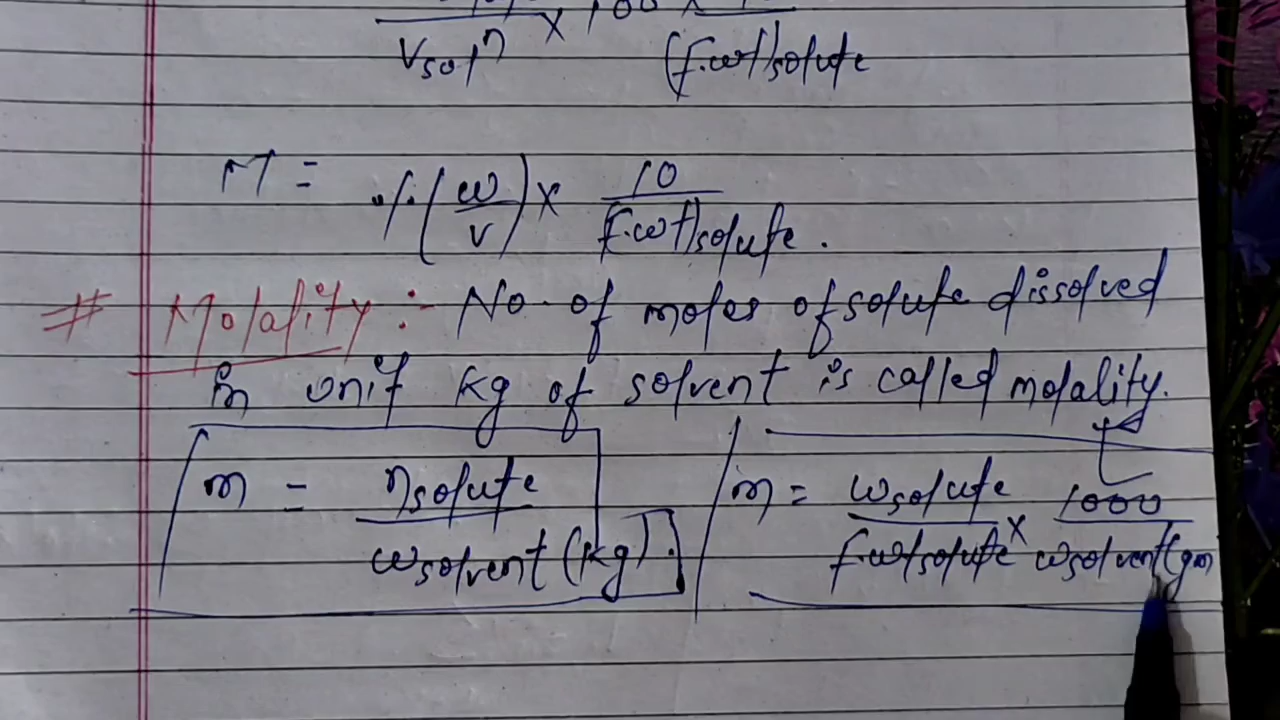 Vsolⁿ × 100 × (F.wt)solute
M = %(w/v) × 10/(F.wt)solute.
# Molality :- No. of moles of solute dissolved
in unit kg of solvent is called molality.
m = nsolute/wsolvent (kg). m = wsolute/F.wt)solute × 1000/wsolvent(gm